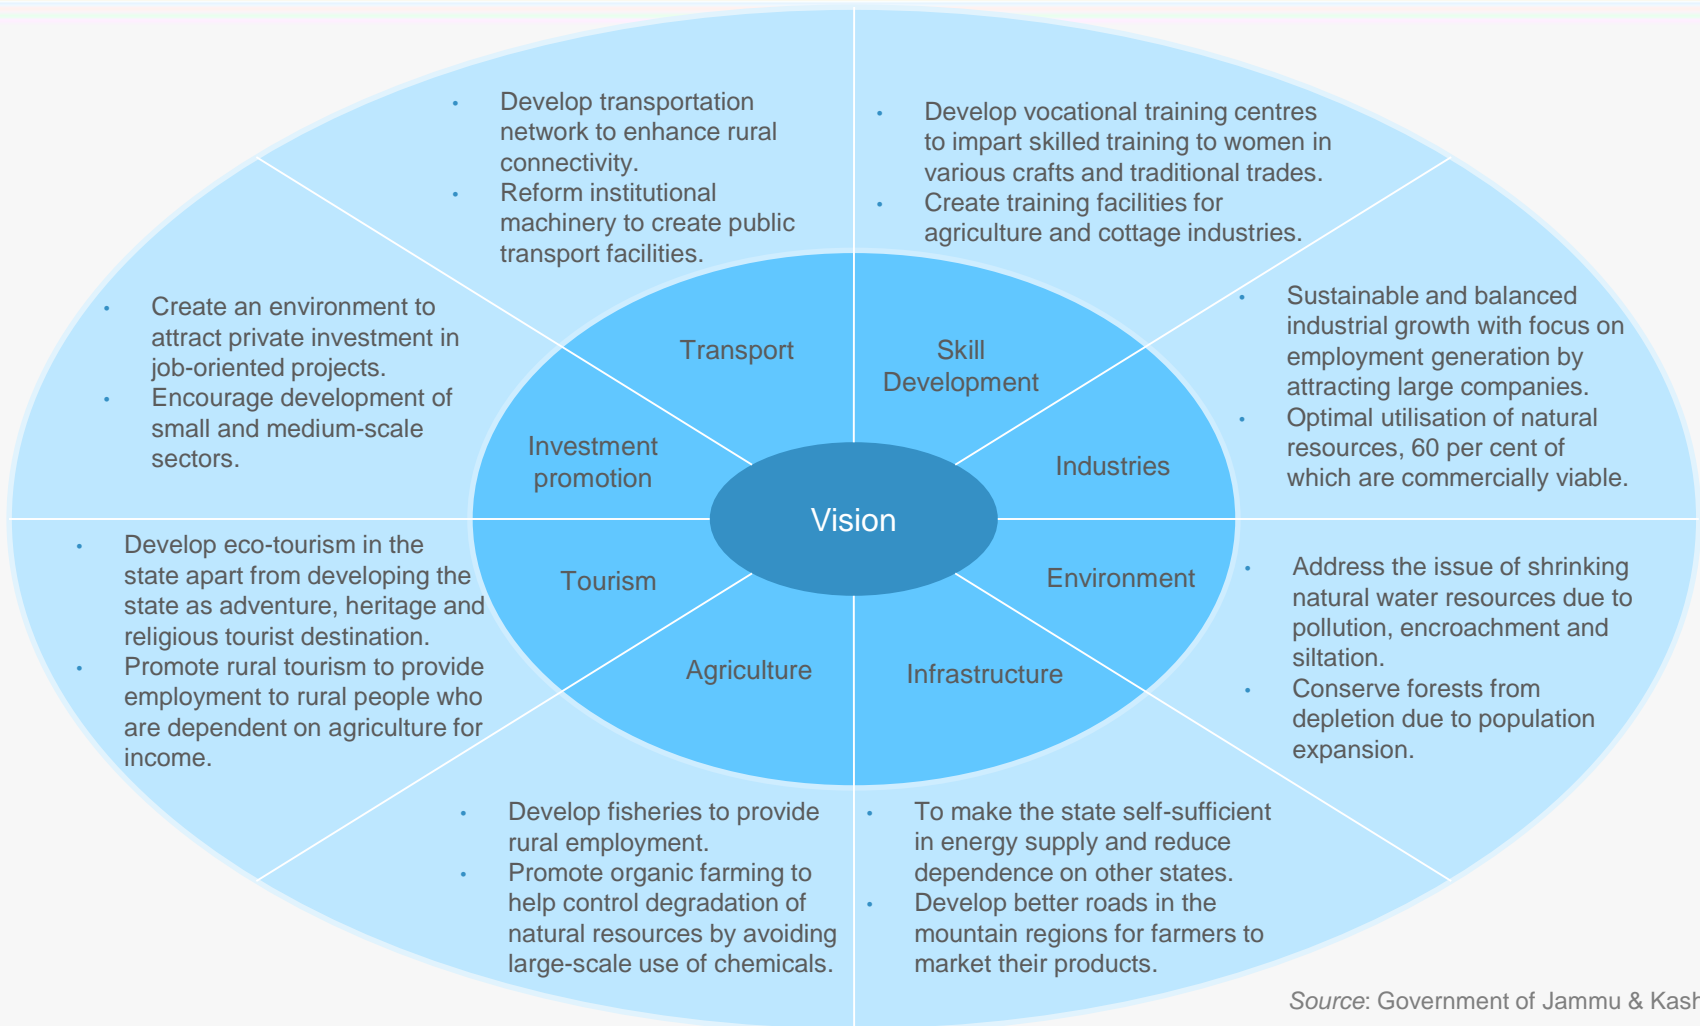 • Develop transportation
network to enhance rural
connectivity.
• Reform institutional
machinery to create public
transport facilities.
• Develop vocational training centres
to impart skilled training to women in
various crafts and traditional trades.
• Create training facilities for
agriculture and cottage industries.
• Create an environment to
attract private investment in
job-oriented projects.
• Encourage development of
small and medium-scale
sectors.
• Sustainable and balanced
industrial growth with focus on
employment generation by
attracting large companies.
• Optimal utilisation of natural
resources, 60 per cent of
which are commercially viable.
Transport
Skill
Development
Investment
promotion
Industries
Vision
Tourism
Environment
Agriculture
Infrastructure
• Develop eco-tourism in the
state apart from developing the
state as adventure, heritage and
religious tourist destination.
• Promote rural tourism to provide
employment to rural people who
are dependent on agriculture for
income.
• Address the issue of shrinking
natural water resources due to
pollution, encroachment and
siltation.
• Conserve forests from
depletion due to population
expansion.
• Develop fisheries to provide
rural employment.
• Promote organic farming to
help control degradation of
natural resources by avoiding
large-scale use of chemicals.
• To make the state self-sufficient
in energy supply and reduce
dependence on other states.
• Develop better roads in the
mountain regions for farmers to
market their products.
Source: Government of Jammu & Kash